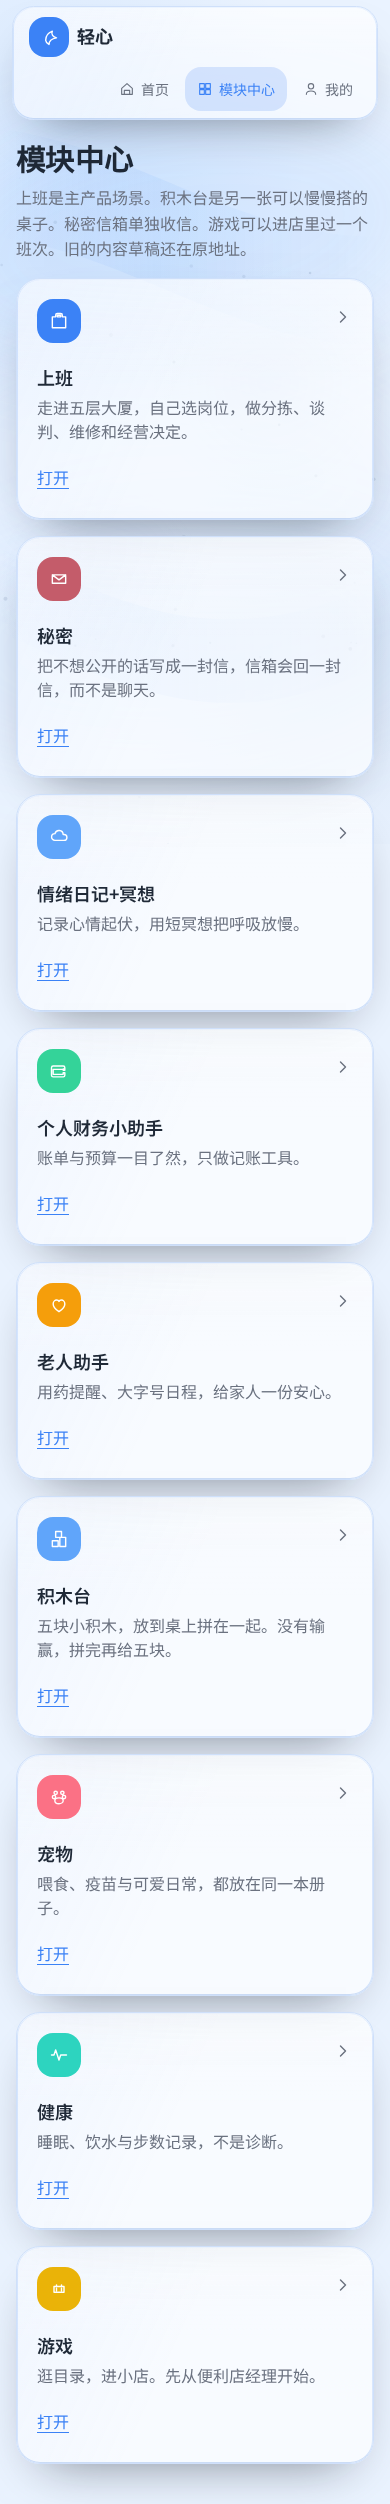 轻心
首页
模块中心
我的
模块中心
上班是主产品场景。积木台是另一张可以慢慢搭的
桌子。秘密信箱单独收信。游戏可以进店里过一个
班次。旧的内容草稿还在原地址。
上班
走进五层大厦，自己选岗位，做分拣、谈
判、维修和经营决定。
打开
秘密
把不想公开的话写成一封信，信箱会回一封
信，而不是聊天。
打开
情绪日记+冥想
记录心情起伏，用短冥想把呼吸放慢。
打开
个人财务小助手
账单与预算一目了然，只做记账工具。
打开
老人助手
用药提醒、大字号日程，给家人一份安心。
打开
积木台
五块小积木，放到桌上拼在一起。没有输
赢，拼完再给五块。
打开
宠物
喂食、疫苗与可爱日常，都放在同一本册
子。
打开
健康
睡眠、饮水与步数记录，不是诊断。
打开
游戏
逛目录，进小店。先从便利店经理开始。
打开